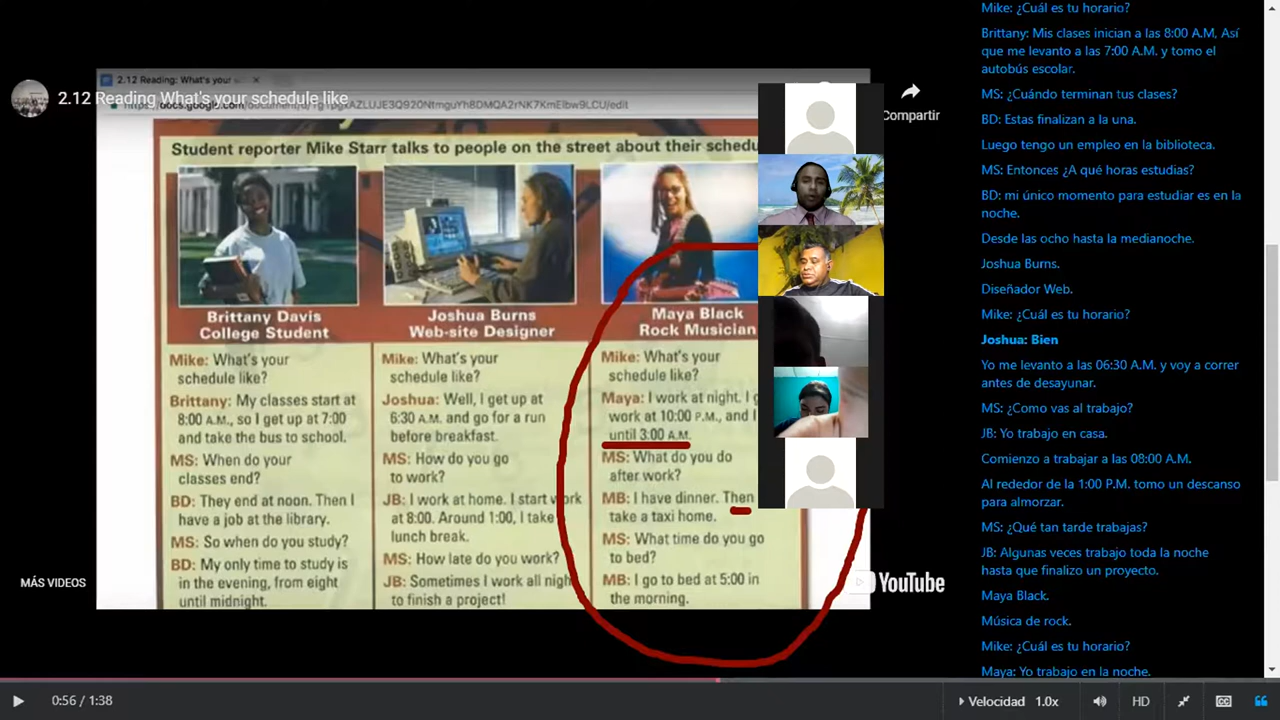 2.12 Reading: What's your s
2.12 Reading What's your schedule like
Compartir
Student reporter Mike Starr talks to people on the street about their schedu
Brittany Davis
College Student
Mike: What's your
schedule like?
Brittany: My classes start at
8:00 A.M., so I get up at 7:00
and take the bus to school.
MS: When do your
classes end?
BD: They end at noon. Then I
have a job at the library.
MS: So when do you study?
BD: My only time to study is
in the evening, from eight
until midnight.
Joshua Burns
Web-site Designer
Mike: What's your
schedule like?
Joshua: Well, I get up at
6:30 A.M. and go for a run
before breakfast.
MS: How do you go
to work?
JB: I work at home. I start work
at 8:00. Around 1:00, I take
lunch break.
MS: How late do you work?
JB: Sometimes I work all nigh
to finish a project!
Maya Black
Rock Musician
Mike: What's your
schedule like?
Maya: I work at night. I g
work at 10:00 P.M., and I
until 3:00 A.M.
MS: What do you do
after work?
MB: I have dinner. Then
take a taxi home.
MS: What time do you go
to bed?
MB: I go to bed at 5:00 in
the morning.
MÁS VIDEOS
YouTube
0:56 / 1:38
Velocidad 1.0x
HD
CC
Mike: ¿Cuál es tu horario?
Brittany: Mis clases inician a las 8:00 A.M, Así
que me levanto a las 7:00 A.M. y tomo el
autobús escolar.
MS: ¿Cuándo terminan tus clases?
BD: Estas finalizan a la una.
Luego tengo un empleo en la biblioteca.
MS: Entonces ¿A qué horas estudias?
BD: mi único momento para estudiar es en la
noche.
Desde las ocho hasta la medianoche.
Joshua Burns.
Diseñador Web.
Mike: ¿Cuál es tu horario?
Joshua: Bien
Yo me levanto a las 06:30 A.M. y voy a correr
antes de desayunar.
MS: ¿Como vas al trabajo?
JB: Yo trabajo en casa.
Comienzo a trabajar a las 08:00 A.M.
Al rededor de la 1:00 P.M. tomo un descanso
para almorzar.
MS: ¿Qué tan tarde trabajas?
JB: Algunas veces trabajo toda la noche
hasta que finalizo un proyecto.
Maya Black.
Música de rock.
Mike: ¿Cuál es tu horario?
Maya: Yo trabajo en la noche.